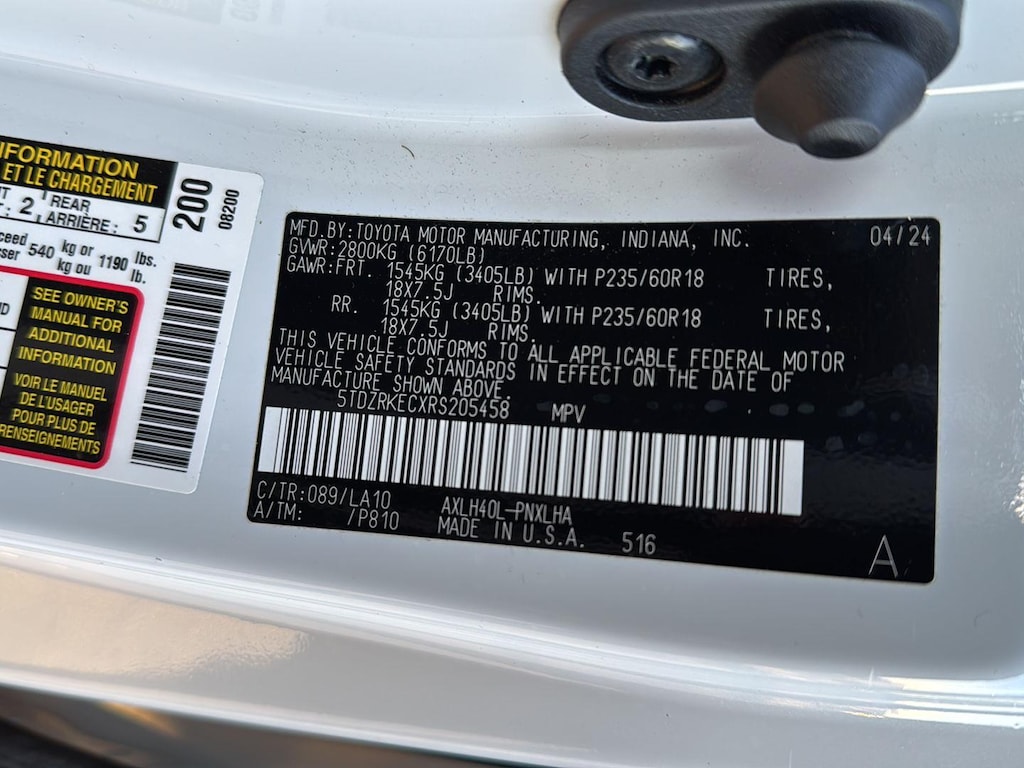 NFORMATION
ET LE CHARGEMENT
2 REAR
ARRIÈRE: 5
540 kg or 1190 lbs.
kg ou lb.
200
08200
SEE OWNER'S
MANUAL FOR
ADDITIONAL
INFORMATION
VOIR LE MANUEL
DE L'USAGER
POUR PLUS DE
RENSEIGNEMENTS
MFD.BY:TOYOTA MOTOR MANUFACTURING, INDIANA, INC. 04/24
GVWR:2800KG (6170LB)
GAWR:FRT. 1545KG (3405LB) WITH P235/60R18 TIRES,
18X7.5J RIMS.
RR. 1545KG (3405LB) WITH P235/60R18 TIRES,
18X7.5J RIMS.
THIS VEHICLE CONFORMS TO ALL APPLICABLE FEDERAL MOTOR
VEHICLE SAFETY STANDARDS IN EFFECT ON THE DATE OF
MANUFACTURE SHOWN ABOVE.
5TDZRKECXRS205458 MPV
C/TR:089/LA10 AXLH40L-PNXLHA
A/TM: /P810 MADE IN U.S.A. 516
A